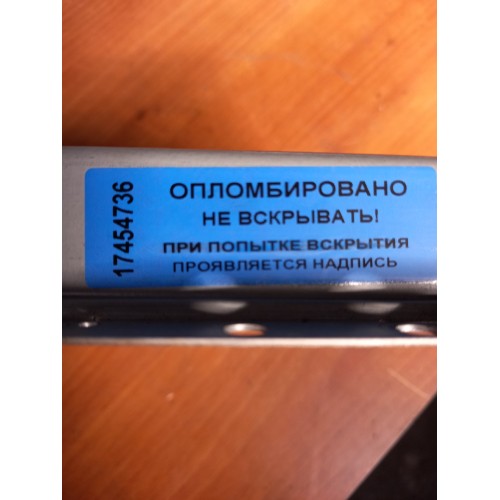 17454736
ОПЛОМБИРОВАНО
НЕ ВСКРЫВАТЬ!
ПРИ ПОПЫТКЕ ВСКРЫТИЯ
ПРОЯВЛЯЕТСЯ НАДПИСЬ